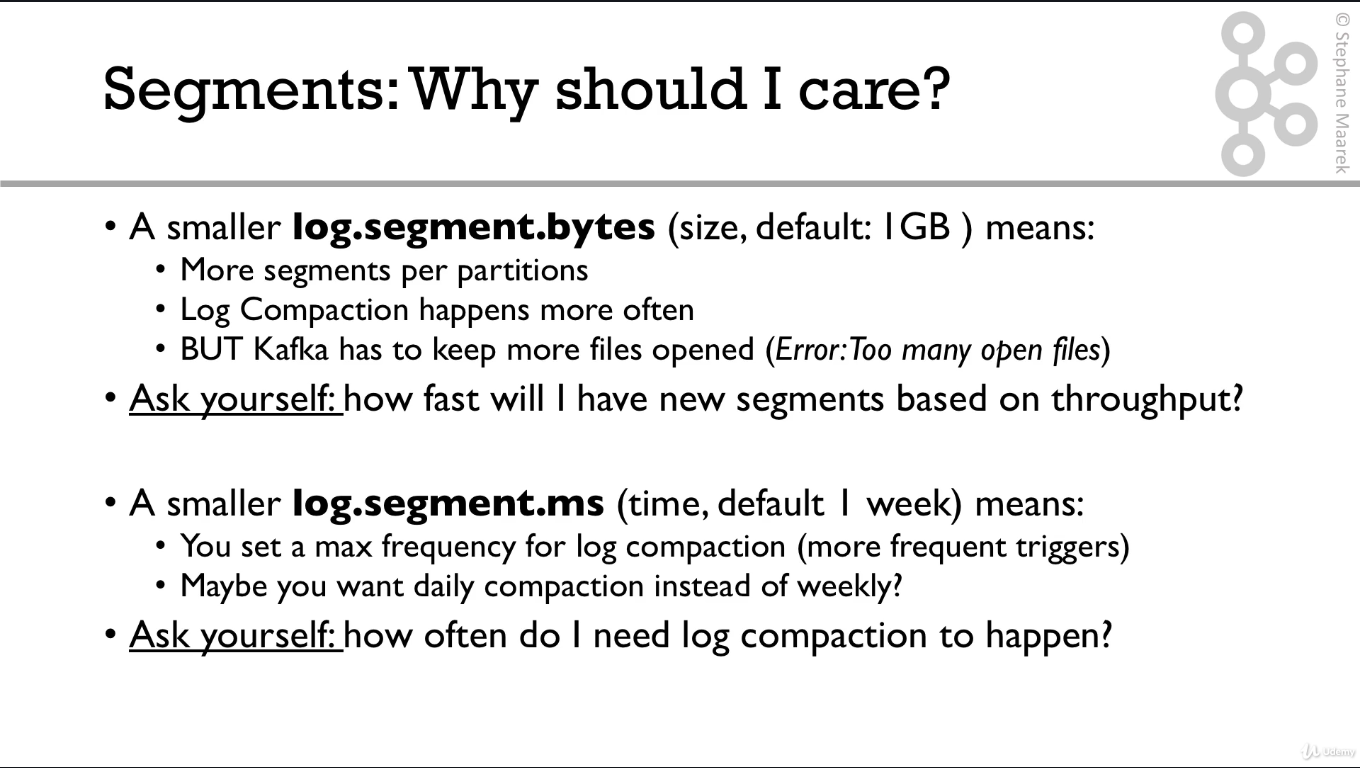 Segments: Why should I care?
© Stephane Maarek
• A smaller log.segment.bytes (size, default: 1GB ) means:
• More segments per partitions
• Log Compaction happens more often
• BUT Kafka has to keep more files opened (Error: Too many open files)
• Ask yourself: how fast will I have new segments based on throughput?
• A smaller log.segment.ms (time, default 1 week) means:
• You set a max frequency for log compaction (more frequent triggers)
• Maybe you want daily compaction instead of weekly?
• Ask yourself: how often do I need log compaction to happen?
Udemy